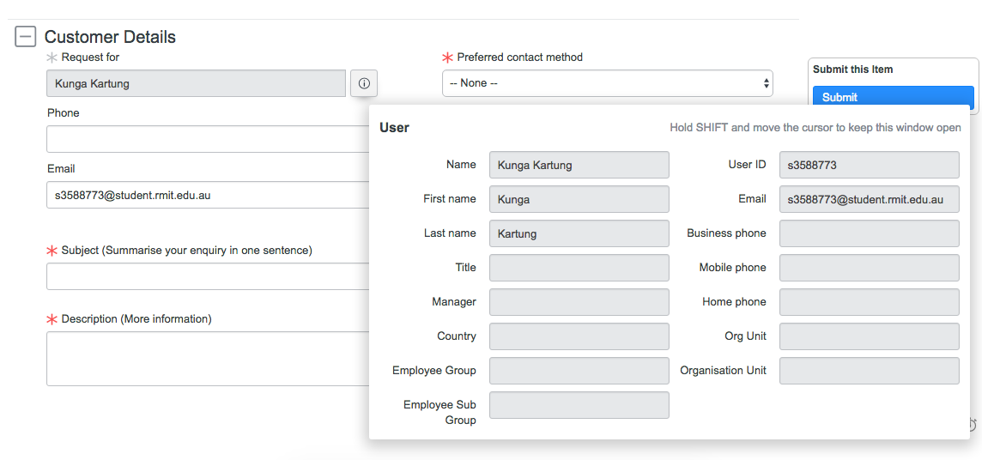 Customer Details
Request for
Kunga Kartung
Preferred contact method
-- None --
Submit this Item
Submit
Phone
Email
s3588773@student.rmit.edu.au
Subject (Summarise your enquiry in one sentence)
Description (More information)
User
Hold SHIFT and move the cursor to keep this window open
Name
Kunga Kartung
User ID
s3588773
First name
Kunga
Email
s3588773@student.rmit.edu.au
Last name
Kartung
Business phone
Title
Mobile phone
Manager
Home phone
Country
Org Unit
Employee Group
Organisation Unit
Employee Sub
Group